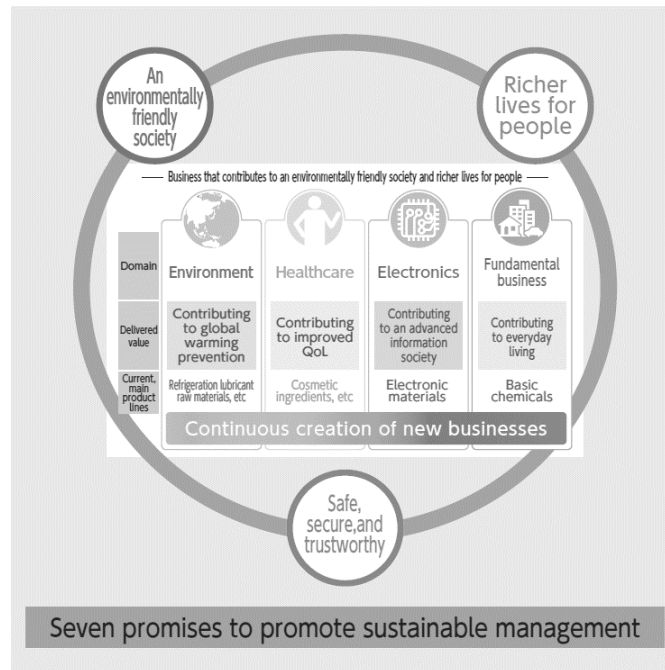 An
environmentally
friendly
society
Richer
lives for
people
Business that contributes to an environmentally friendly society and richer lives for people
Domain
Environment
Healthcare
Electronics
Fundamental
business
Delivered
value
Contributing
to global
warming
prevention
Contributing
to improved
QoL
Contributing
to an advanced
information
society
Contributing
to everyday
living
Current,
main
product
lines
Refrigeration lubricant
raw materials, etc
Cosmetic
ingredients, etc
Electronic
materials
Basic
chemicals
Continuous creation of new businesses
Safe,
secure,and
trustworthy
Seven promises to promote sustainable management